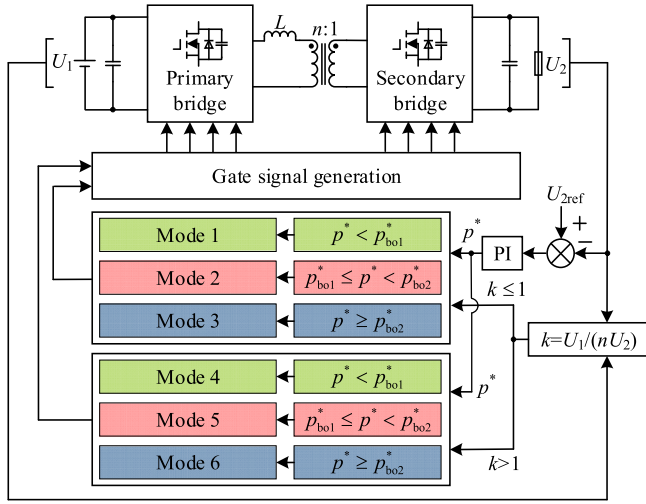 L
n:1
U1
Primary
bridge
Secondary
bridge
U2
Gate signal generation
U2ref
+
−
p*
PI
Mode 1
p* < p*bo1
Mode 2
p*bo1 ≤ p* < p*bo2
Mode 3
p* ≥ p*bo2
k ≤ 1
k=U1/(nU2)
Mode 4
p* < p*bo1
p*
Mode 5
p*bo1 ≤ p* < p*bo2
Mode 6
p* ≥ p*bo2
k>1